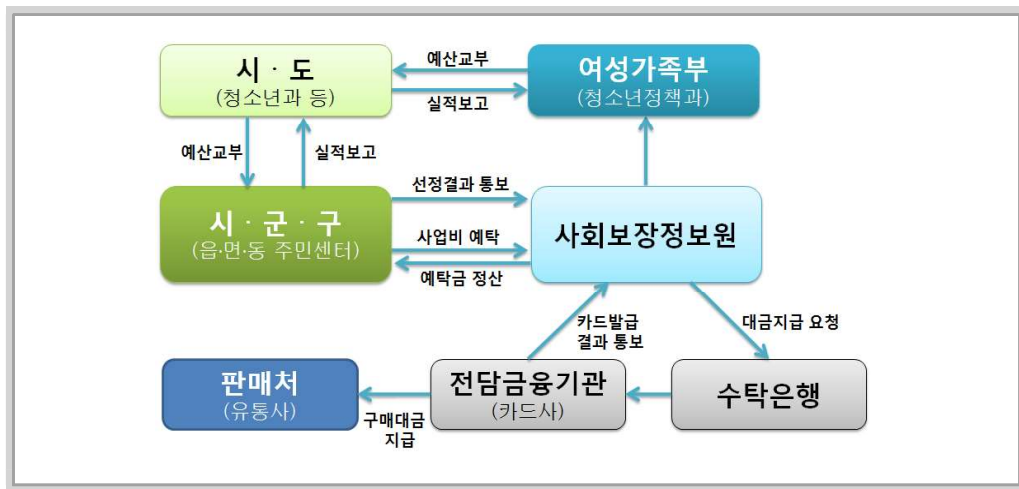 시 · 도
(청소년과 등)
예산교부
실적보고
여성가족부
(청소년정책과)
예산교부
실적보고
시 · 군 · 구
(읍·면·동 주민센터)
선정결과 통보
사업비 예탁
예탁금 정산
사회보장정보원
카드발급
결과 통보
대금지급 요청
판매처
(유통사)
구매대금
지급
전담금융기관
(카드사)
수탁은행